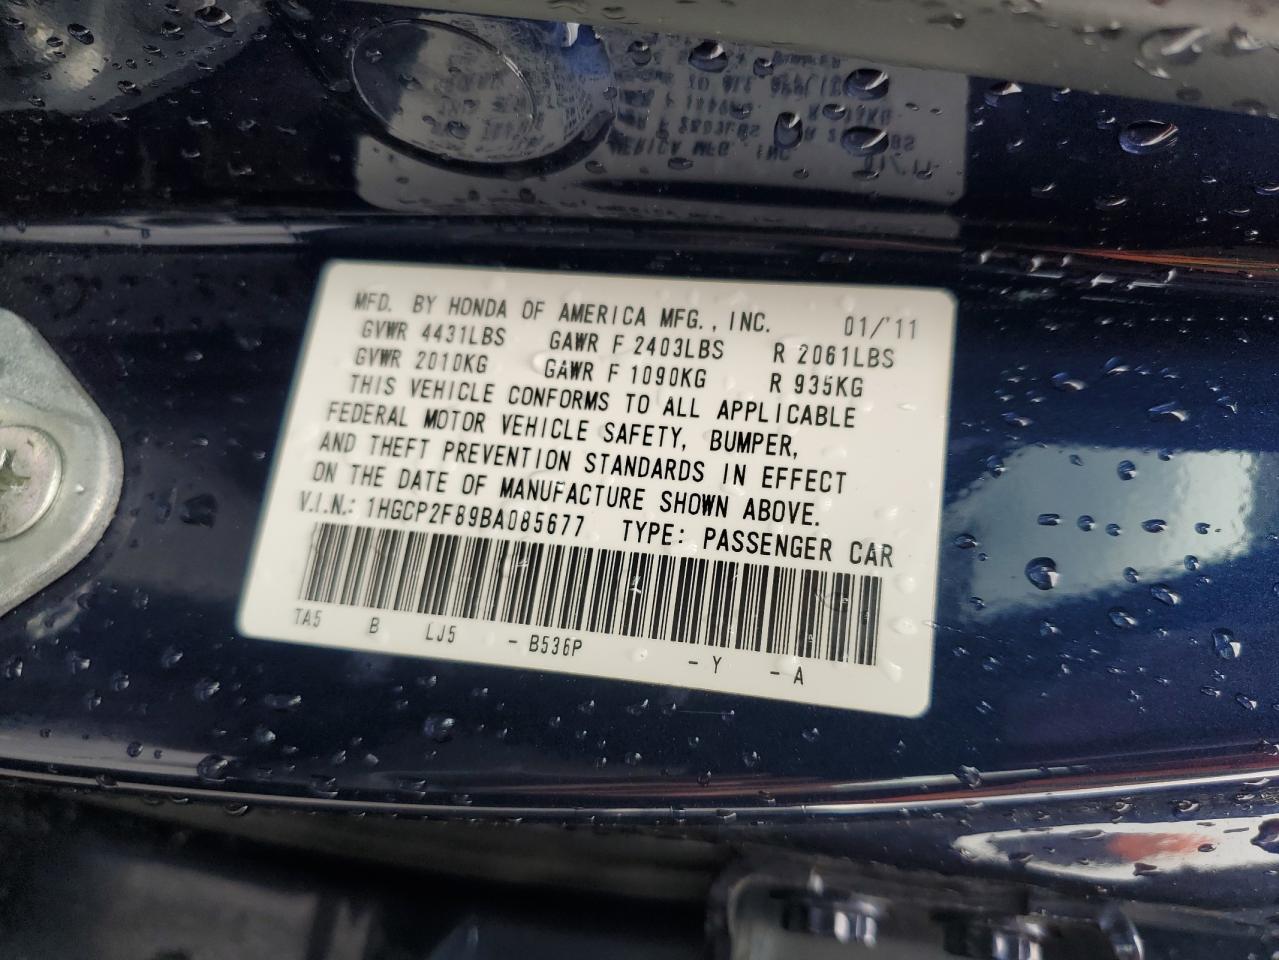 MFD. BY HONDA OF AMERICA MFG., INC. 01/'11
GVWR 4431LBS GAWR F 2403LBS R 2061LBS
GVWR 2010KG GAWR F 1090KG R 935KG
THIS VEHICLE CONFORMS TO ALL APPLICABLE
FEDERAL MOTOR VEHICLE SAFETY, BUMPER,
AND THEFT PREVENTION STANDARDS IN EFFECT
ON THE DATE OF MANUFACTURE SHOWN ABOVE.
V.I.N.: 1HGCP2F89BA085677 TYPE: PASSENGER CAR
TA5 B LJ5 - B536P - Y - A